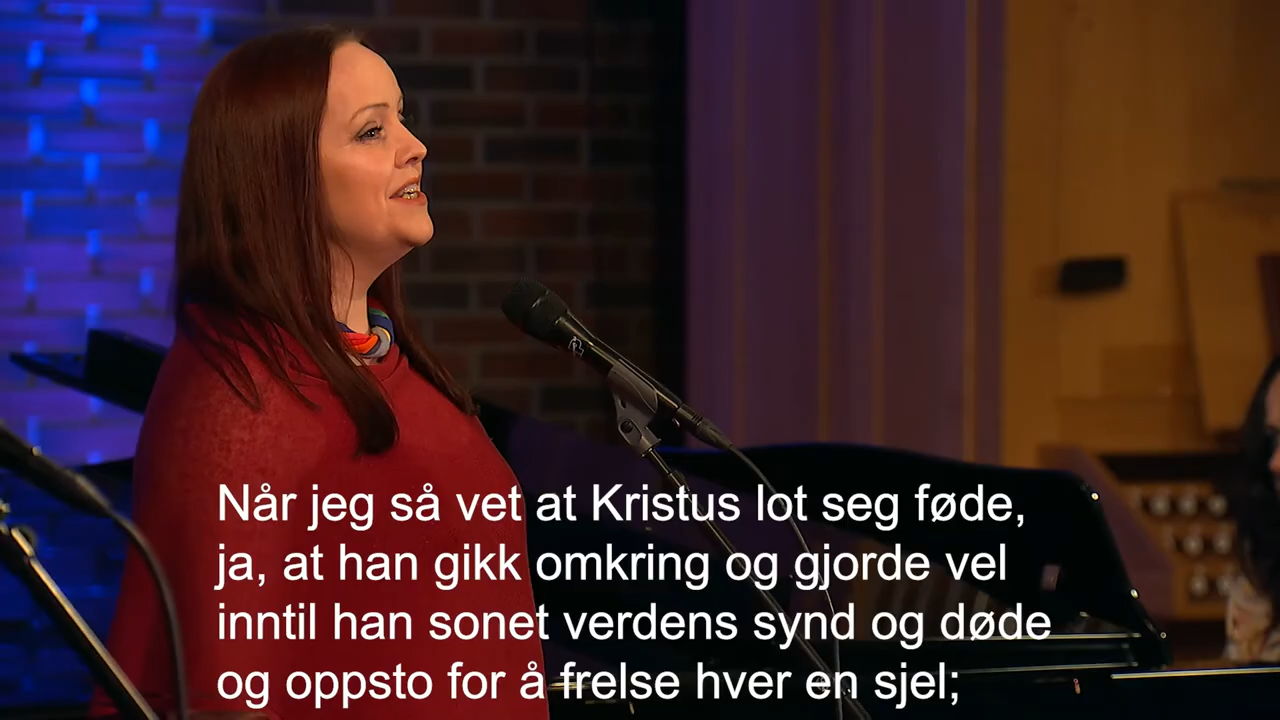 Når jeg så vet at Kristus lot seg føde,
ja, at han gikk omkring og gjorde vel
inntil han sonet verdens synd og døde
og oppsto for å frelse hver en sjel;